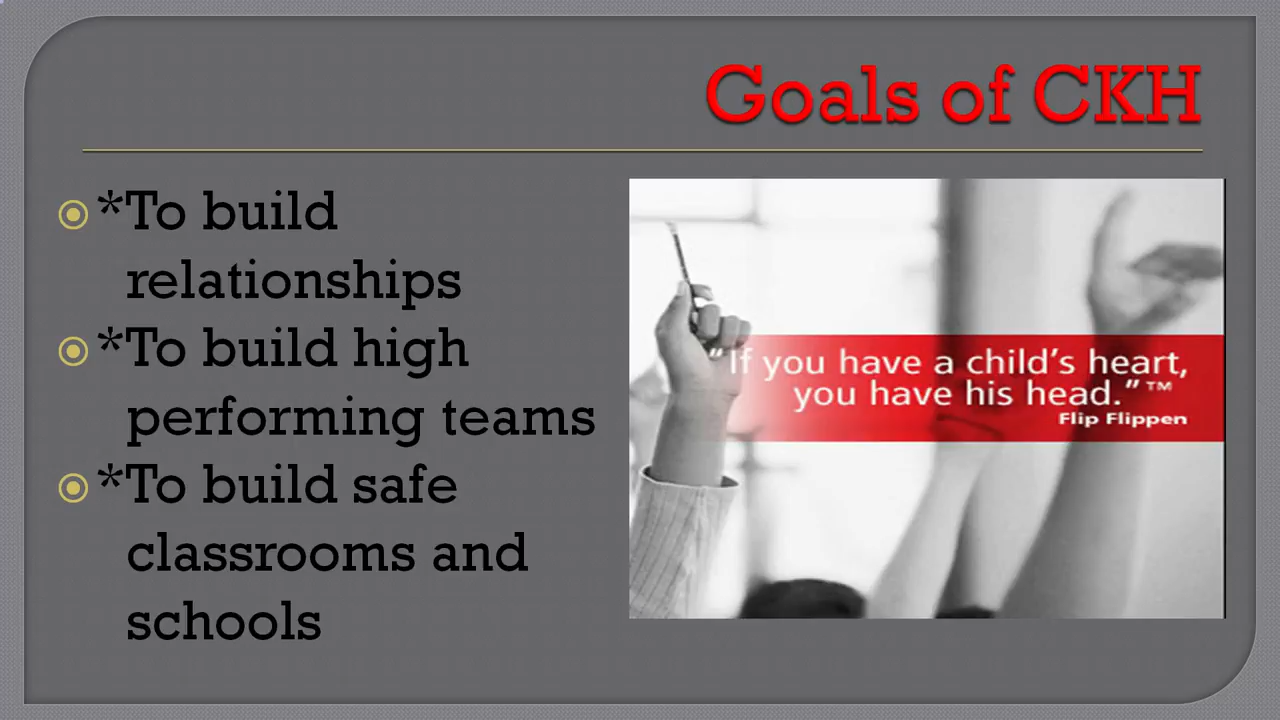 Goals of CKH
*To build
relationships
*To build high
performing teams
*To build safe
classrooms and
schools
“If you have a child’s heart,
you have his head.”™
Flip Flippen